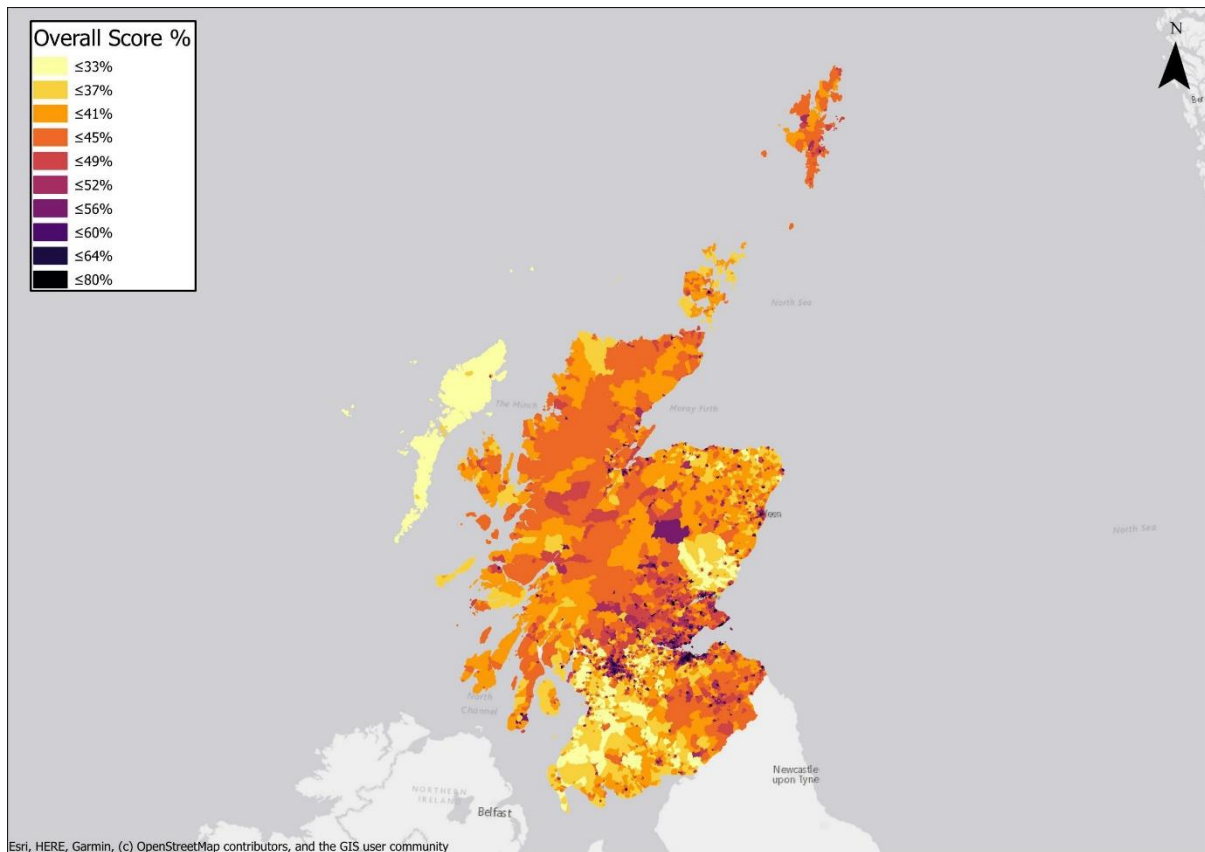 Overall Score %
≤33%
≤37%
≤41%
≤45%
≤49%
≤52%
≤56%
≤60%
≤64%
≤80%
N
Ber
North Sea
The Minch
Moray Firth
een
North Sea
North
Channel
NORTHERN
IRELAND
Belfast
Newcastle
upon Tyne
Esri, HERE, Garmin, (c) OpenStreetMap contributors, and the GIS user community